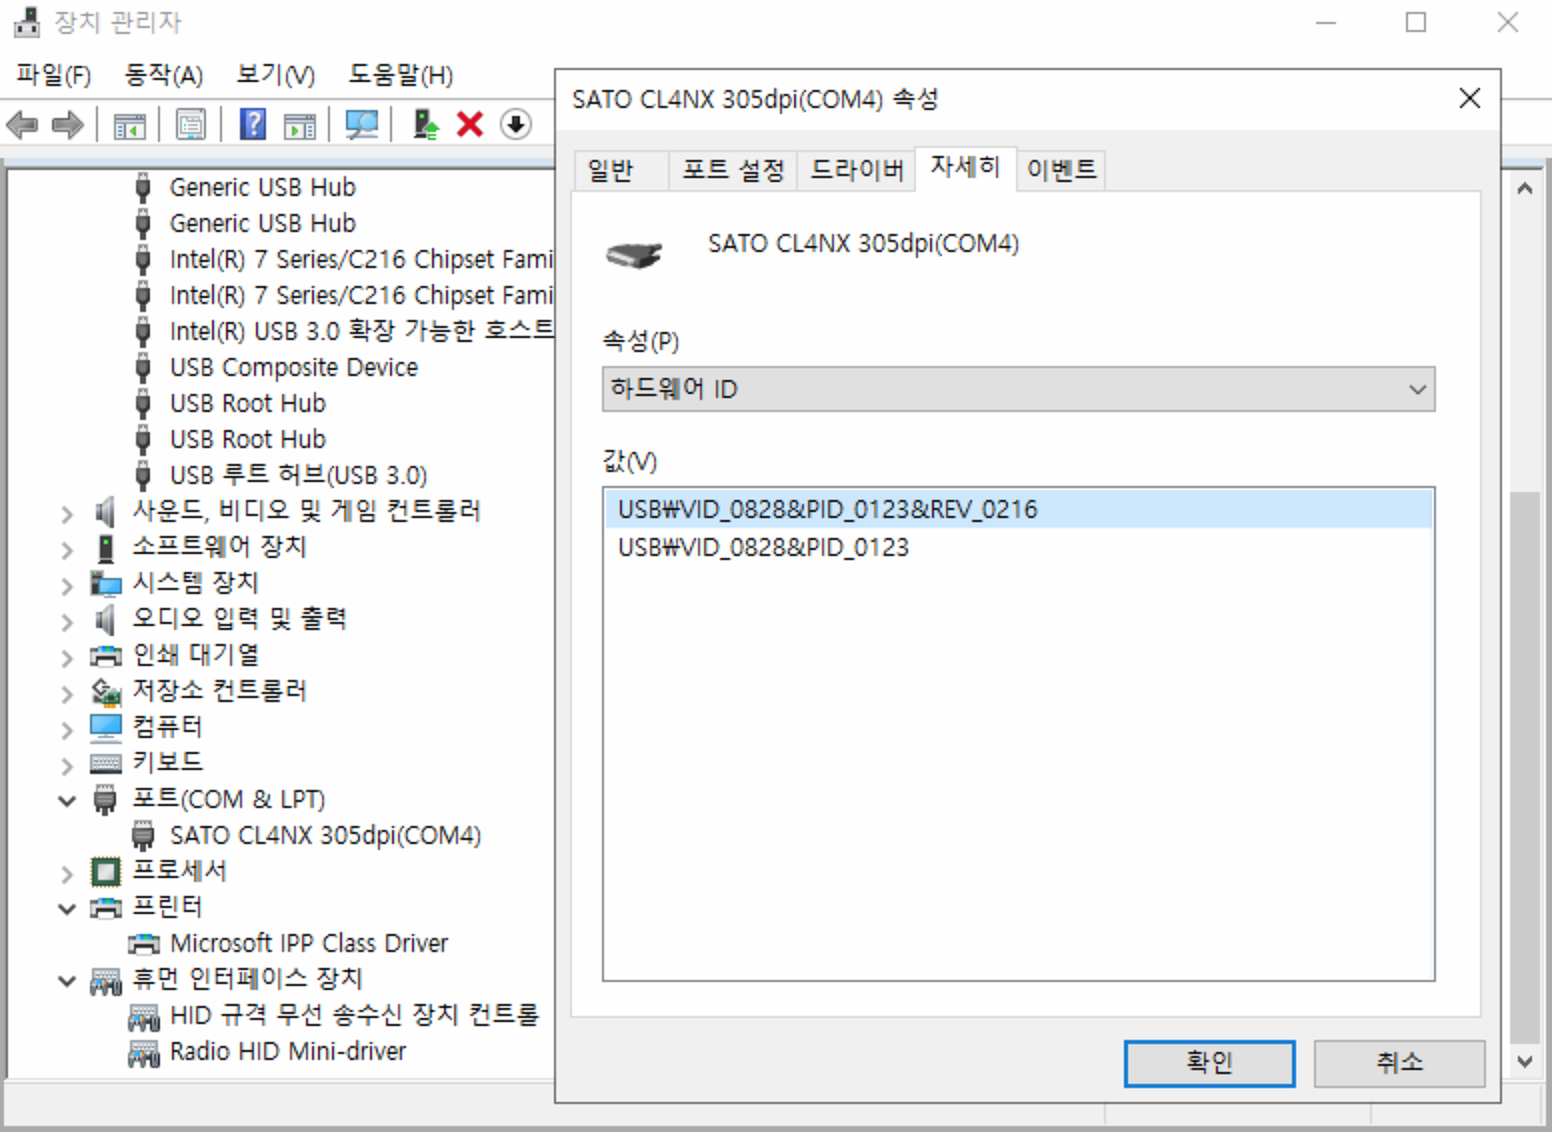 장치 관리자
파일(F) 동작(A) 보기(V) 도움말(H)
Generic USB Hub
Generic USB Hub
Intel(R) 7 Series/C216 Chipset Fami
Intel(R) 7 Series/C216 Chipset Fami
Intel(R) USB 3.0 확장 가능한 호스트
USB Composite Device
USB Root Hub
USB Root Hub
USB 루트 허브(USB 3.0)
사운드, 비디오 및 게임 컨트롤러
소프트웨어 장치
시스템 장치
오디오 입력 및 출력
인쇄 대기열
저장소 컨트롤러
컴퓨터
키보드
포트(COM & LPT)
SATO CL4NX 305dpi(COM4)
프로세서
프린터
Microsoft IPP Class Driver
휴먼 인터페이스 장치
HID 규격 무선 송수신 장치 컨트롤
Radio HID Mini-driver
SATO CL4NX 305dpi(COM4) 속성
일반 포트 설정 드라이버 자세히 이벤트
SATO CL4NX 305dpi(COM4)
속성(P)
하드웨어 ID
값(V)
USB₩VID_0828&PID_0123&REV_0216
USB₩VID_0828&PID_0123
확인 취소